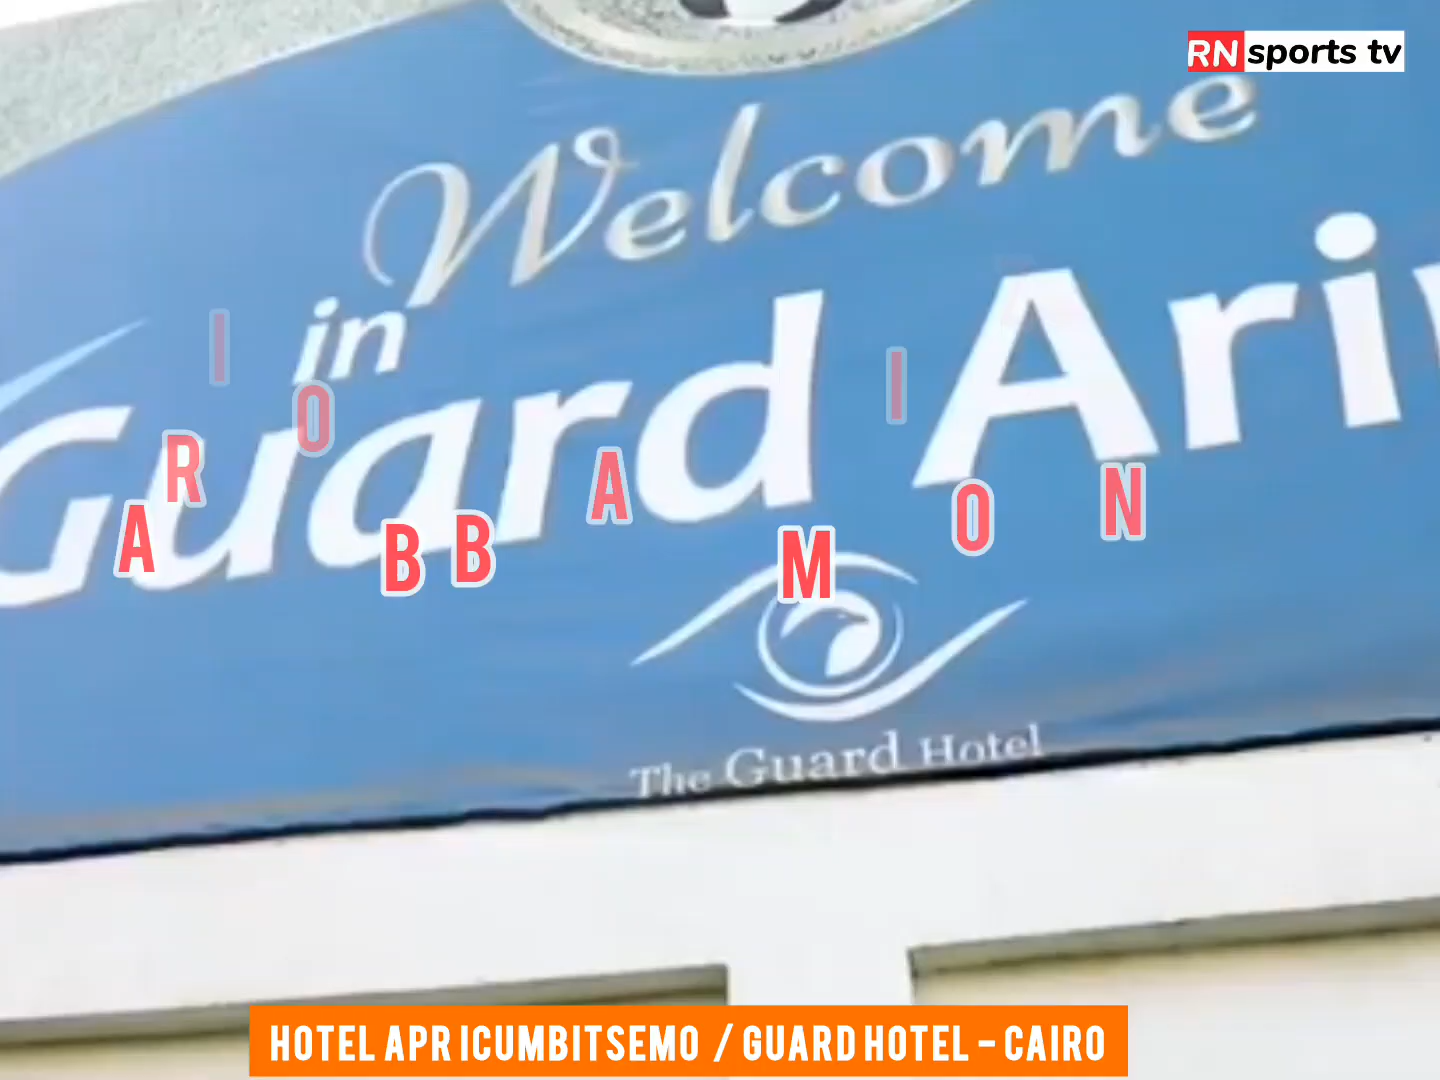 RN sports tv
Welcome
in
Guard Ari
I
O
I
R
A
N
A
O
B
B
M
The Guard Hotel
HOTEL APR ICUMBITSEMO / GUARD HOTEL - CAIRO